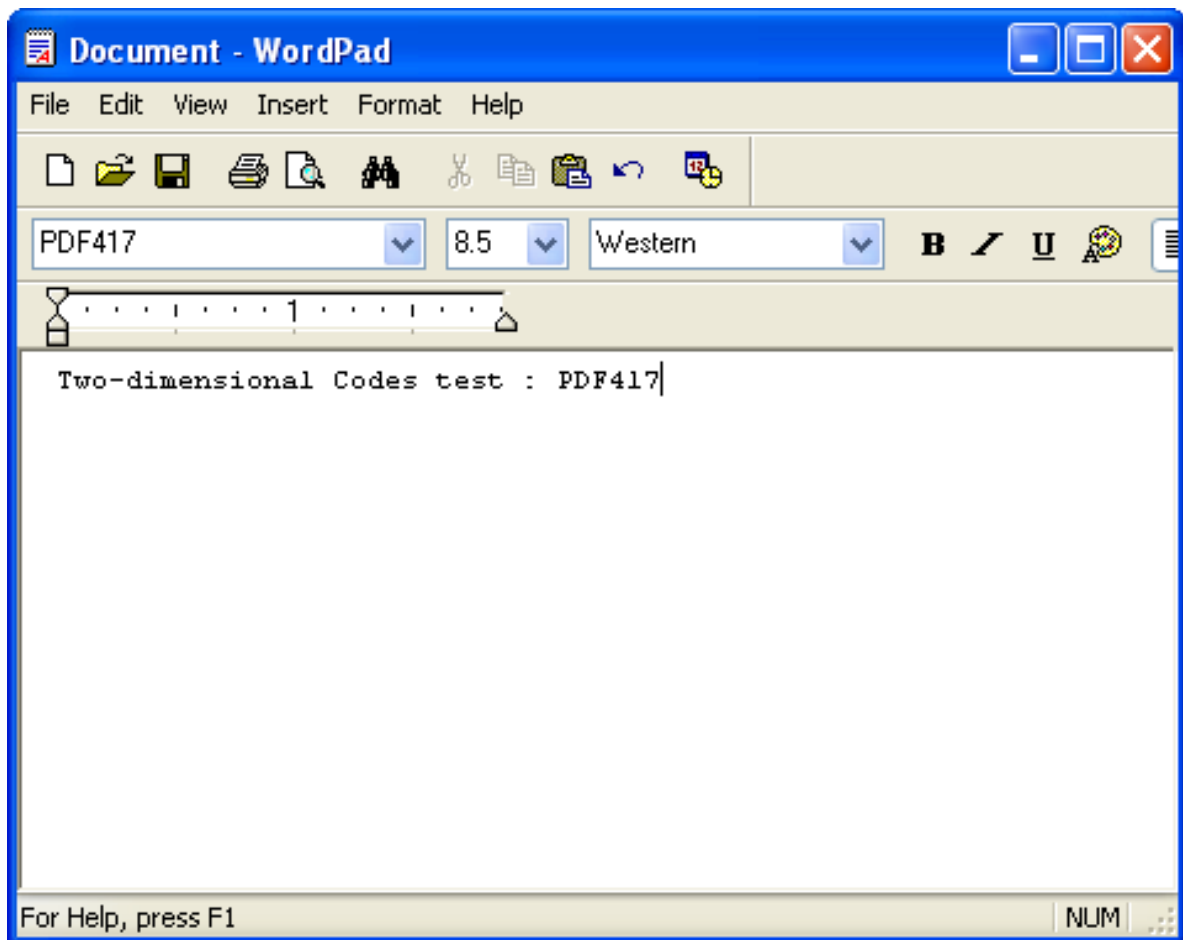 Document - WordPad
File Edit View Insert Format Help
12
PDF417 8.5 Western B / U A
1
Two-dimensional Codes test : PDF417
For Help, press F1 NUM